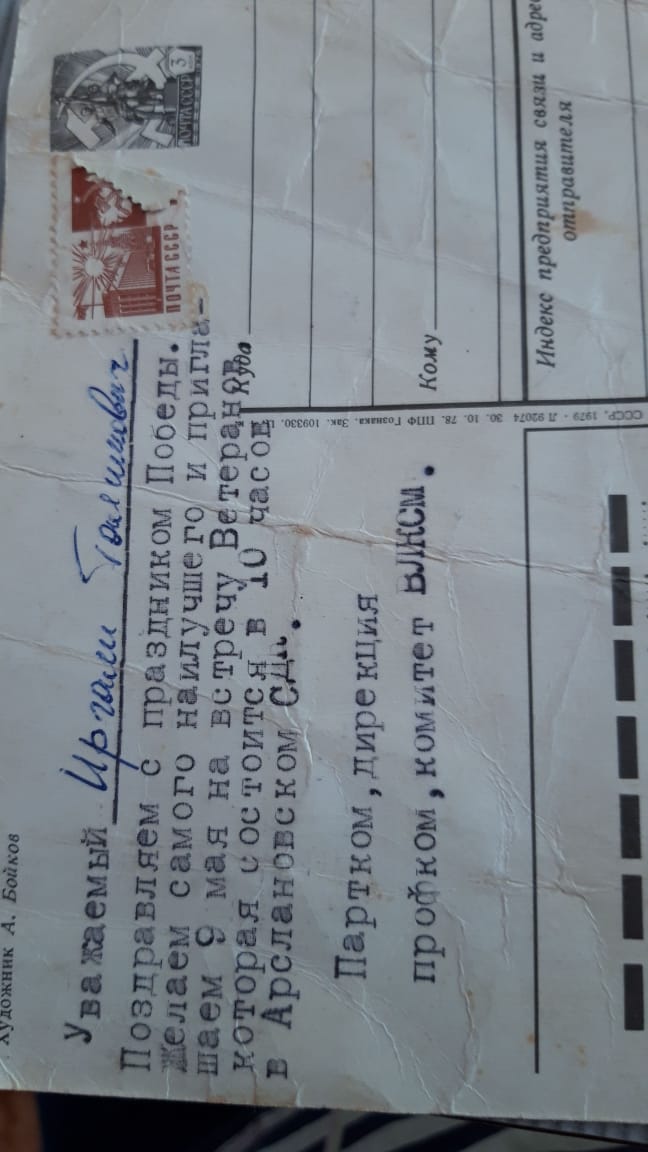 Художник А. Бойков
Уважаемый Иргали
Поздравляем с праздником Победы.
Желаем самого наилучшего и пригла-
шаем 9 мая на встречу Ветеранов,
которая состоится в 10 часов
в Арслановском СДК.
Партком, дирекция
профком, комитет ВЛКСМ.
3 коп
ПОЧТА СССР
ПОЧТА СССР
Куда
Кому
Индекс предприятия связи и адрес
отправителя
СССР, 1979 · Л 92074 30. 10. 78. ППФ Гознака. Зак. 109330.